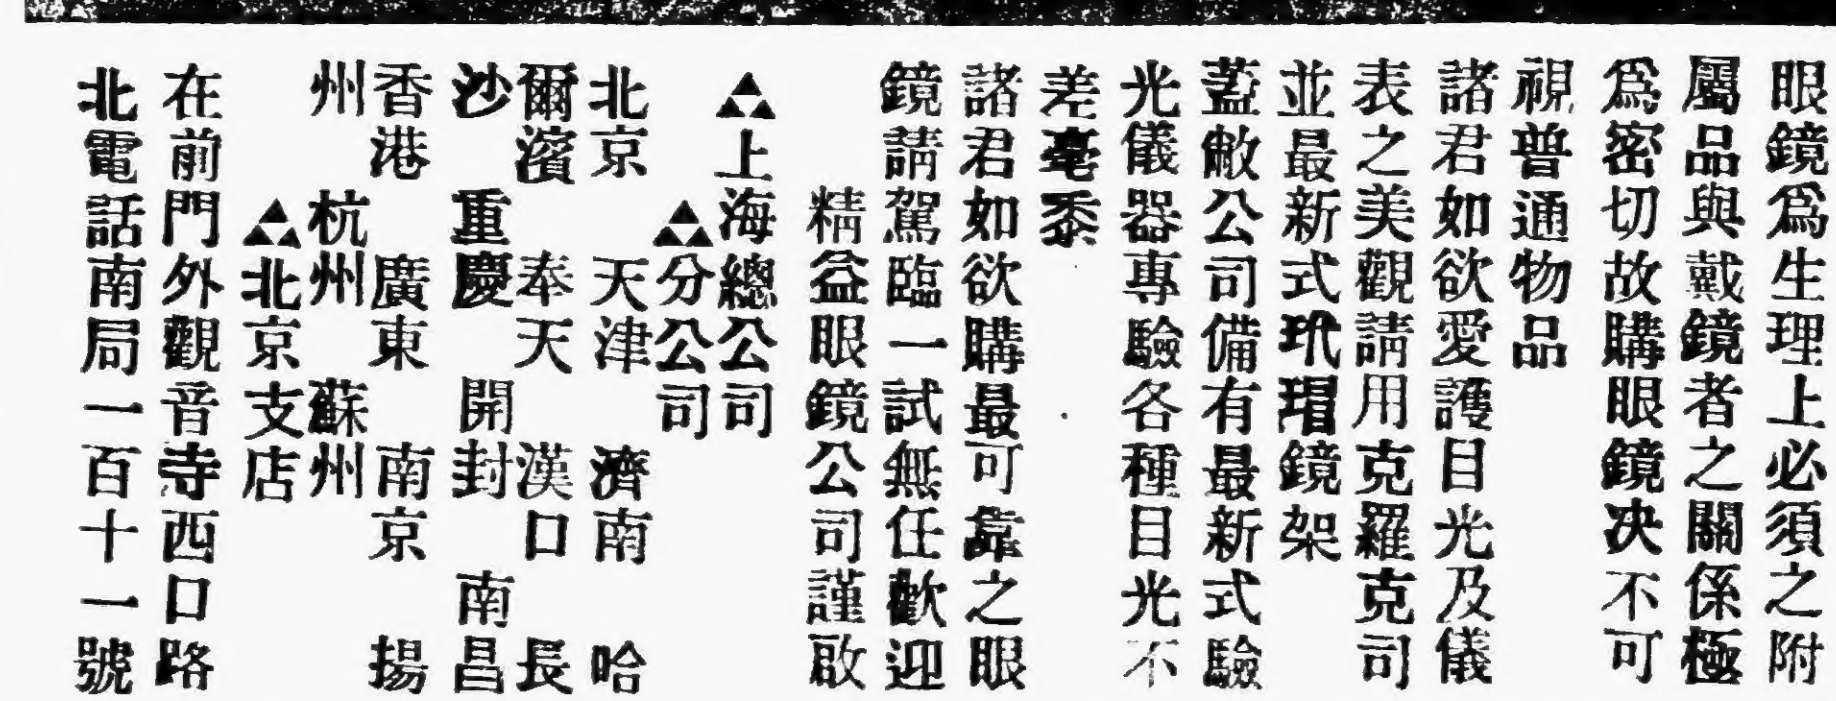 眼鏡爲生理上必須之附
屬品與戴鏡者之關係極
爲密切故購眼鏡决不可
視普通物品
諸君如欲愛護目光及儀
表之美觀請用克羅克司
並最新式玳瑁鏡架
蓋敝公司備有最新式驗
光儀器專驗各種目光不
差毫黍
諸君如欲購最可靠之眼
鏡請駕臨一試無任歡迎
精益眼鏡公司謹啟
上海總公司
分公司
北京 天津 濟南 哈
爾濱 奉天 漢口 長
沙 重慶 開封 南昌
香港 廣東 南京 揚
州 杭州 蘇州
北京支店
在前門外觀音寺西口路
北電話南局一百十一號